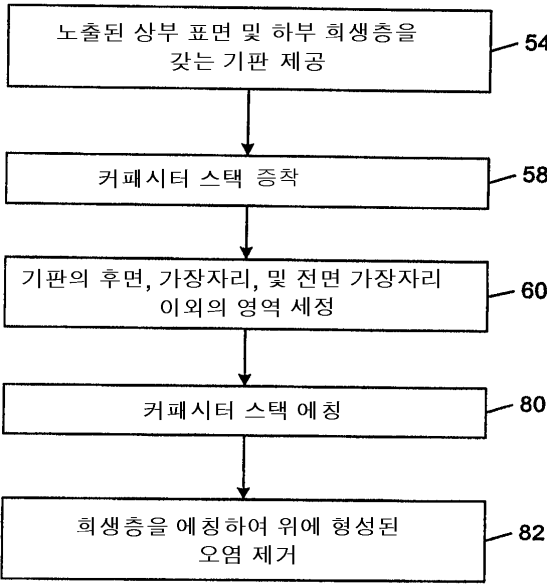 노출된 상부 표면 및 하부 희생층을
갖는 기판 제공
54
커패시터 스택 증착
58
기판의 후면, 가장자리, 및 전면 가장자리
이외의 영역 세정
60
커패시터 스택 에칭
80
희생층을 에칭하여 위에 형성된
오염 제거
82